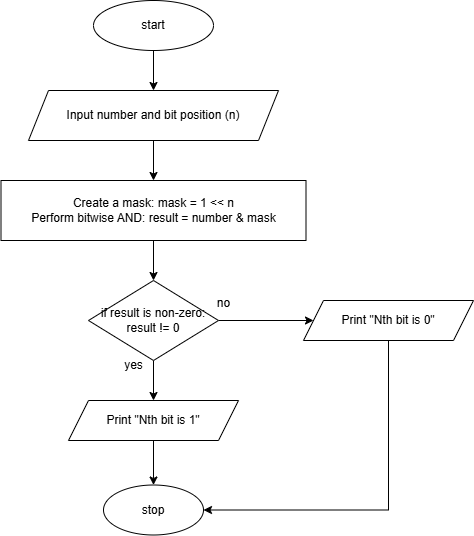 start
Input number and bit position (n)
Create a mask: mask = 1 << n
Perform bitwise AND: result = number & mask
if result is non-zero:
result != 0
no
Print "Nth bit is 0"
yes
Print "Nth bit is 1"
stop